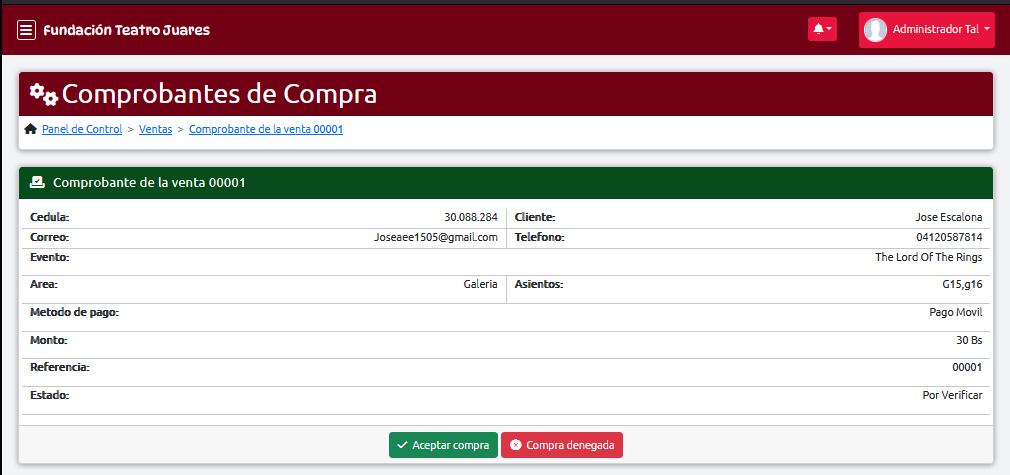 Fundación Teatro Juares
Administrador Tal
Comprobantes de Compra
Panel de Control > Ventas > Comprobante de la venta 00001
Comprobante de la venta 00001
Cedula: 30.088.284 Cliente: Jose Escalona
Correo: Joseaee1505@gmail.com Telefono: 04120587814
Evento: The Lord Of The Rings
Area: Galeria Asientos: G15,g16
Metodo de pago: Pago Movil
Monto: 30 Bs
Referencia: 00001
Estado: Por Verificar
Aceptar compra Compra denegada